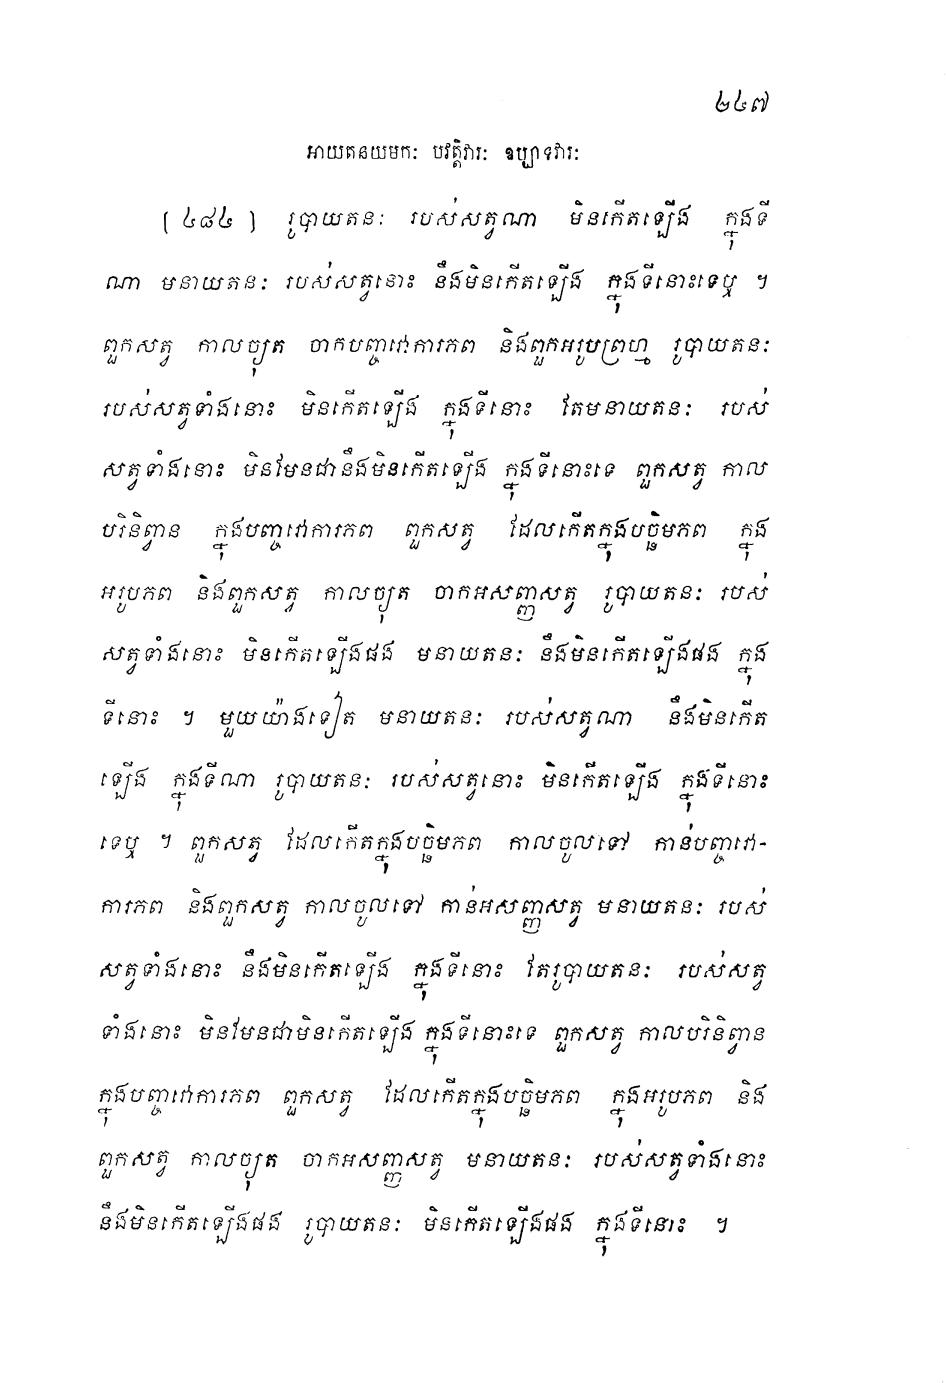 ២៤៧
អាយតនយមកៈ បវត្តិវារៈ ឧប្បាទវារៈ
(៤៨៤) រូបាយតនៈ របស់សត្វណា មិនកើតឡើង ក្នុងទី
ណា មនាយតនៈ របស់សត្វនោះ នឹងមិនកើតឡើង ក្នុងទីនោះទេឬ ។
ពួកសត្វ កាលច្យុត ចាកបញ្ចវោការភព និងពួកអរូបព្រហ្ម រូបាយតនៈ
របស់សត្វទាំងនោះ មិនកើតឡើង ក្នុងទីនោះ តែមនាយតនៈ របស់
សត្វទាំងនោះ មិនមែនជានឹងមិនកើតឡើង ក្នុងទីនោះទេ ពួកសត្វ កាល
បរិនិព្វាន ក្នុងបញ្ចវោការភព ពួកសត្វ ដែលកើតក្នុងបច្ឆិមភព ក្នុង
អរូបភព និងពួកសត្វ កាលច្យុត ចាកអសញ្ញសត្វ រូបាយតនៈ របស់
សត្វទាំងនោះ មិនកើតឡើងផង មនាយតនៈ នឹងមិនកើតឡើងផង ក្នុង
ទីនោះ ។ មួយយ៉ាងទៀត មនាយតនៈ របស់សត្វណា នឹងមិនកើត
ឡើង ក្នុងទីណា រូបាយតនៈ របស់សត្វនោះ មិនកើតឡើង ក្នុងទីនោះ
ទេឬ ។ ពួកសត្វ ដែលកើតក្នុងបច្ឆិមភព កាលចូលទៅ កាន់បញ្ចវោ-
ការភព និងពួកសត្វ កាលចូលទៅ កាន់អសញ្ញសត្វ មនាយតនៈ របស់
សត្វទាំងនោះ នឹងមិនកើតឡើង ក្នុងទីនោះ តែរូបាយតនៈ របស់សត្វ
ទាំងនោះ មិនមែនជាមិនកើតឡើង ក្នុងទីនោះទេ ពួកសត្វ កាលបរិនិព្វាន
ក្នុងបញ្ចវោការភព ពួកសត្វ ដែលកើតក្នុងបច្ឆិមភព ក្នុងអរូបភព និង
ពួកសត្វ កាលច្យុត ចាកអសញ្ញសត្វ មនាយតនៈ របស់សត្វទាំងនោះ
នឹងមិនកើតឡើងផង រូបាយតនៈ មិនកើតឡើងផង ក្នុងទីនោះ ។